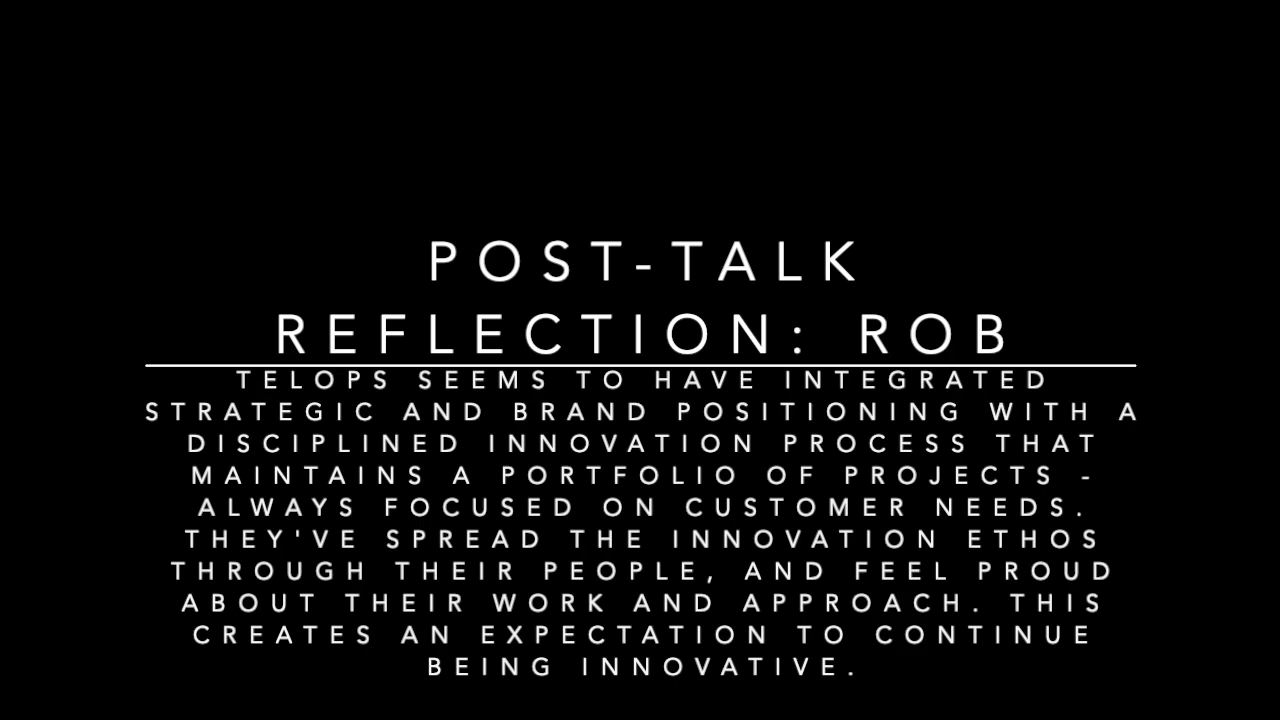 POST-TALK
REFLECTION: ROB
TELOPS SEEMS TO HAVE INTEGRATED
STRATEGIC AND BRAND POSITIONING WITH A
DISCIPLINED INNOVATION PROCESS THAT
MAINTAINS A PORTFOLIO OF PROJECTS -
ALWAYS FOCUSED ON CUSTOMER NEEDS.
THEY'VE SPREAD THE INNOVATION ETHOS
THROUGH THEIR PEOPLE, AND FEEL PROUD
ABOUT THEIR WORK AND APPROACH. THIS
CREATES AN EXPECTATION TO CONTINUE
BEING INNOVATIVE.